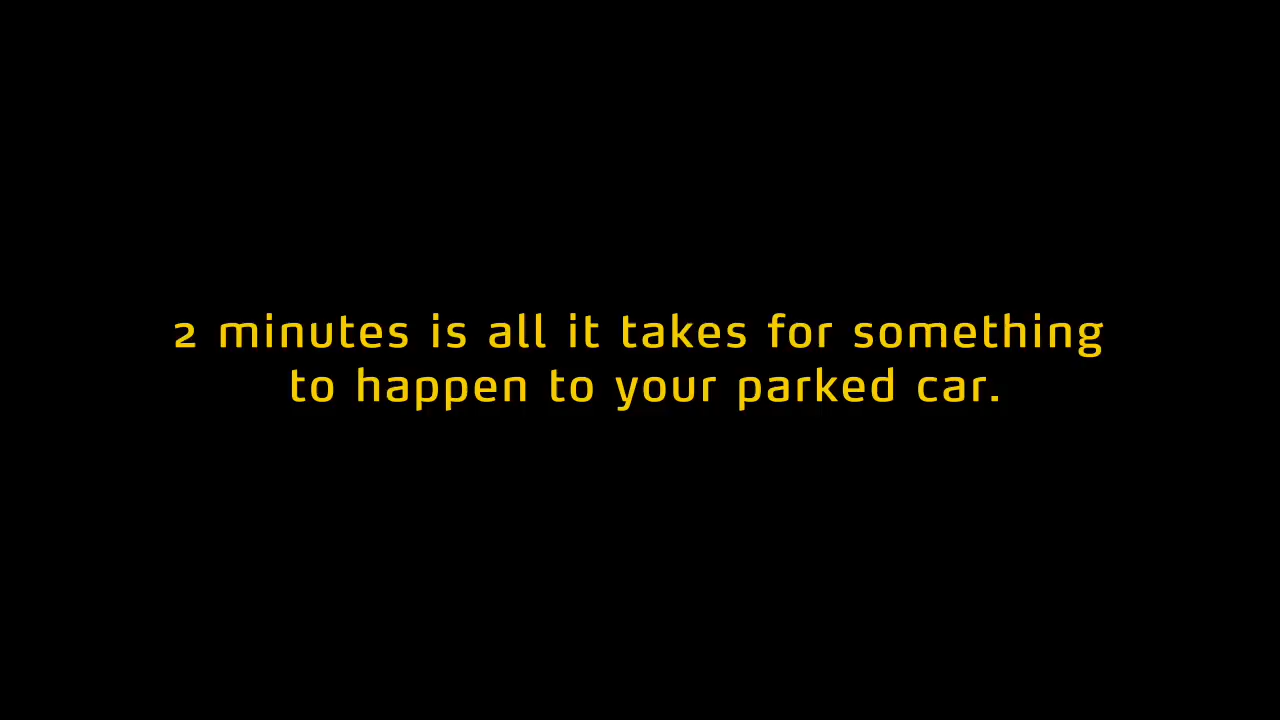 2 minutes is all it takes for something
to happen to your parked car.